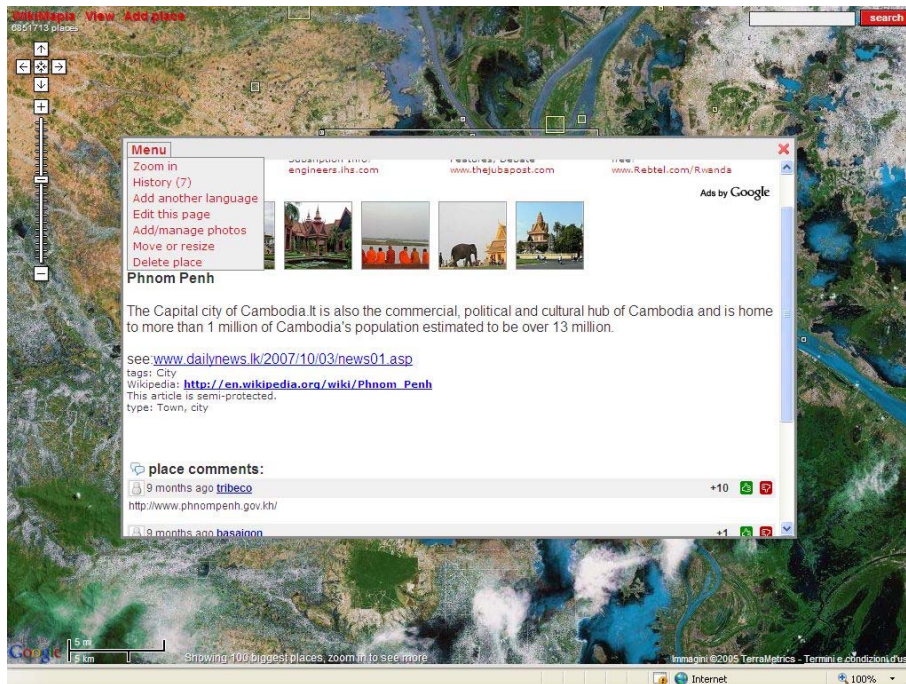 WikiMapia View Add place
search
6851713 places
Menu
Zoom in
History (7)
Add another language
Edit this page
Add/manage photos
Move or resize
Delete place
engineers.ihs.com
www.thejubapost.com
www.Rebtel.com/Rwanda
Ads by Google
Phnom Penh
The Capital city of Cambodia.It is also the commercial, political and cultural hub of Cambodia and is home
to more than 1 million of Cambodia's population estimated to be over 13 million.
see:www.dailynews.lk/2007/10/03/news01.asp
tags: City
Wikipedia: http://en.wikipedia.org/wiki/Phnom_Penh
This article is semi-protected.
type: Town, city
place comments:
9 months ago tribeco +10
http://www.phnompenh.gov.kh/
9 months ago basaigon +1
Google
5 mi
5 km
Showing 100 biggest places, zoom in to see more
Immagini ©2005 TerraMetrics - Termini e condizioni d'us
Internet
100%